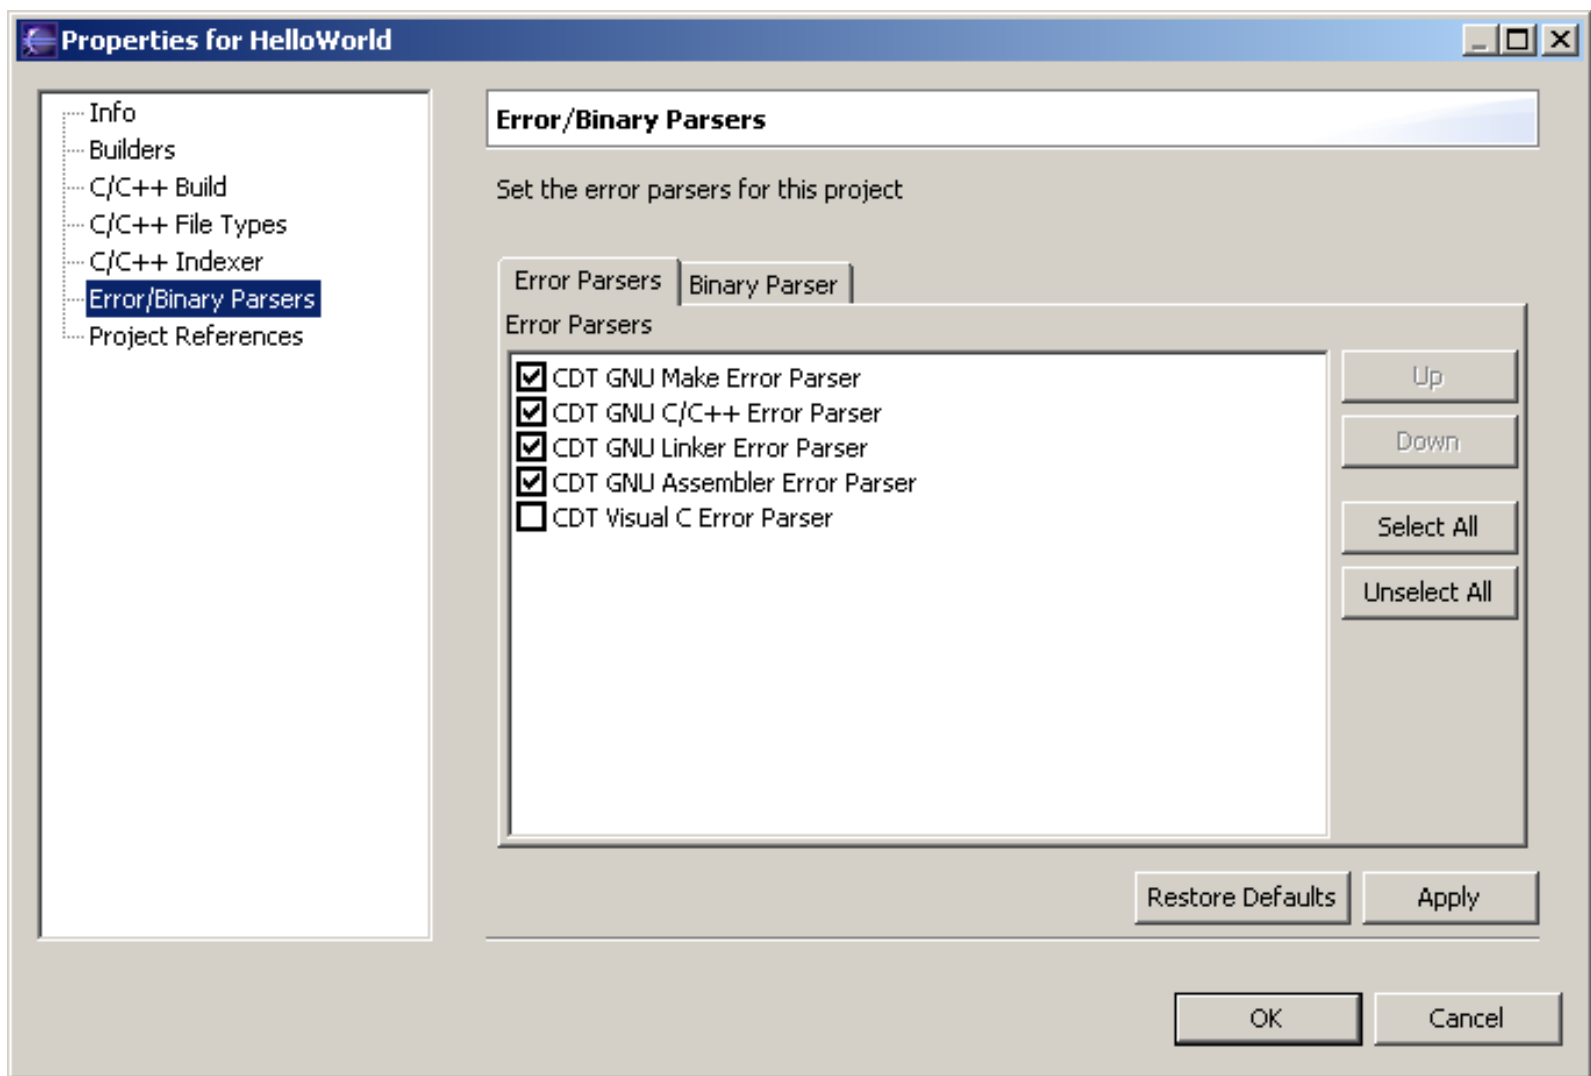 Properties for HelloWorld
Info
Builders
C/C++ Build
C/C++ File Types
C/C++ Indexer
Error/Binary Parsers
Project References
Error/Binary Parsers
Set the error parsers for this project
Error Parsers
Binary Parser
Error Parsers
CDT GNU Make Error Parser
CDT GNU C/C++ Error Parser
CDT GNU Linker Error Parser
CDT GNU Assembler Error Parser
CDT Visual C Error Parser
Up
Down
Select All
Unselect All
Restore Defaults
Apply
OK
Cancel